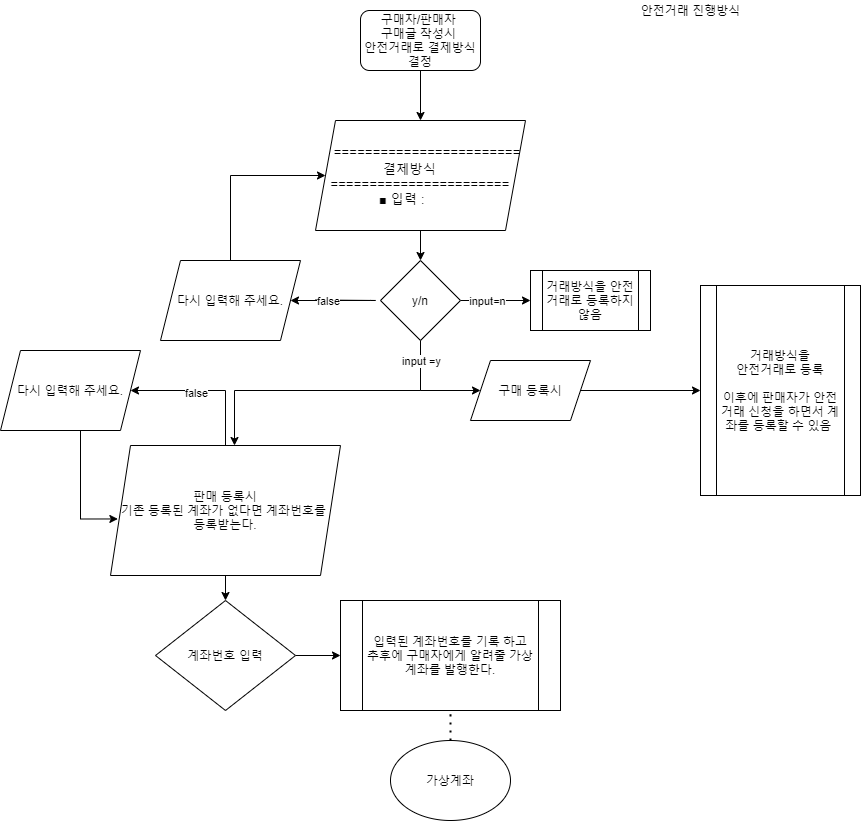 안전거래 진행방식
구매자/판매자
구매글 작성시
안전거래로 결제방식
결정
========================
결제방식
=======================
■ 입력 :
다시 입력해 주세요.
false
y/n
input=n
거래방식을 안전
거래로 등록하지
않음
input =y
다시 입력해 주세요.
false
구매 등록시
거래방식을
안전거래로 등록
이후에 판매자가 안전
거래 신청을 하면서 계
좌를 등록할 수 있음
판매 등록시
기존 등록된 계좌가 없다면 계좌번호를
등록받는다.
계좌번호 입력
입력된 계좌번호를 기록 하고
추후에 구매자에게 알려줄 가상
계좌를 발행한다.
가상계좌